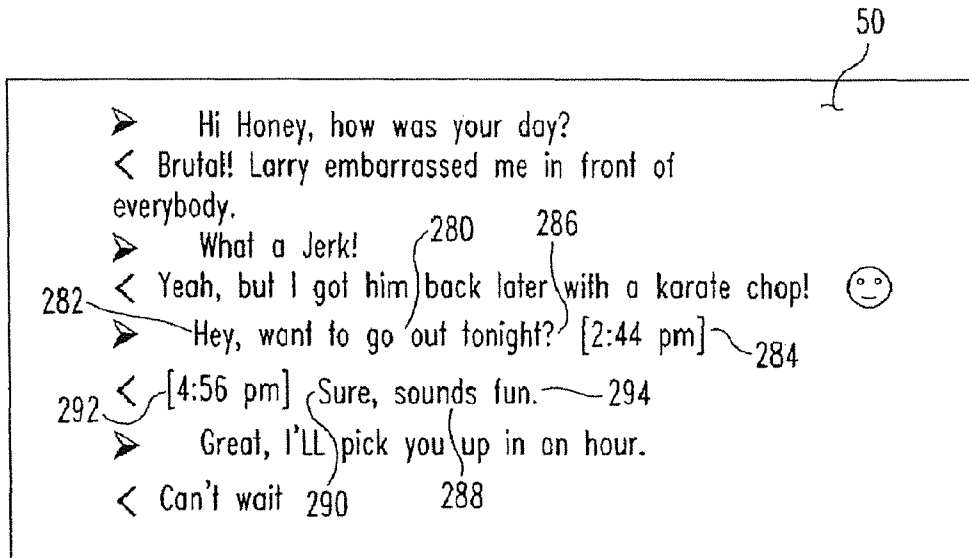 50
➢ Hi Honey, how was your day?
< Brutal! Larry embarrassed me in front of
everybody.
➢ What a Jerk!
280
286
< Yeah, but I got him back later with a karate chop!
282
➢ Hey, want to go out tonight? [2:44 pm]
284
< [4:56 pm] Sure, sounds fun.
292
294
➢ Great, I'LL pick you up in an hour.
< Can't wait
290
288